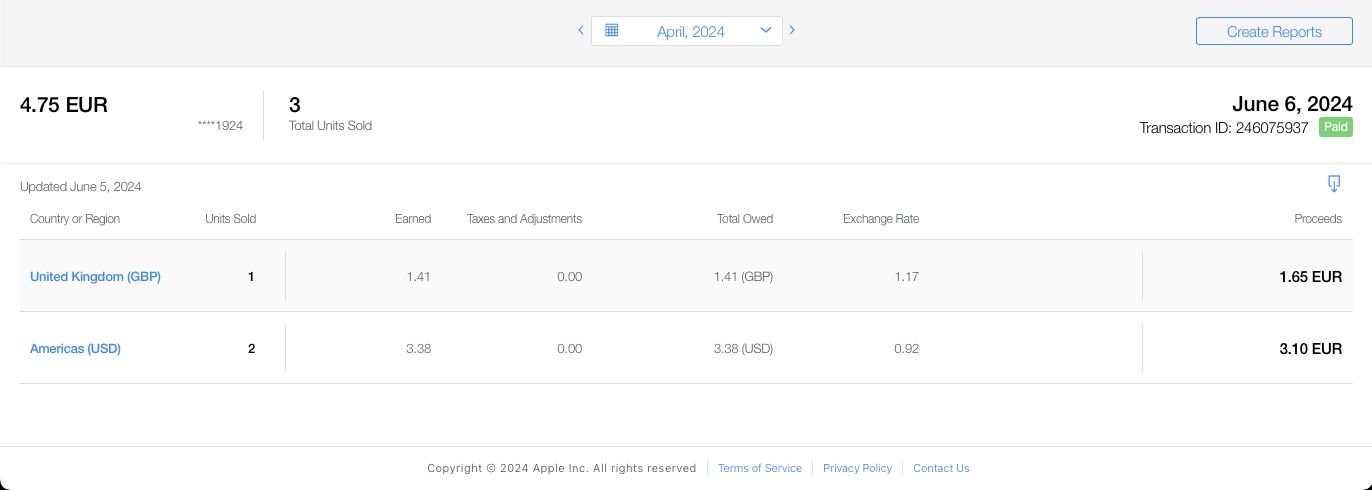 April, 2024
Create Reports
4.75 EUR
****1924
3
Total Units Sold
June 6, 2024
Transaction ID: 246075937 Paid
Updated June 5, 2024
Country or Region Units Sold Earned Taxes and Adjustments Total Owed Exchange Rate Proceeds
United Kingdom (GBP) 1 1.41 0.00 1.41 (GBP) 1.17 1.65 EUR
Americas (USD) 2 3.38 0.00 3.38 (USD) 0.92 3.10 EUR
Copyright © 2024 Apple Inc. All rights reserved Terms of Service Privacy Policy Contact Us